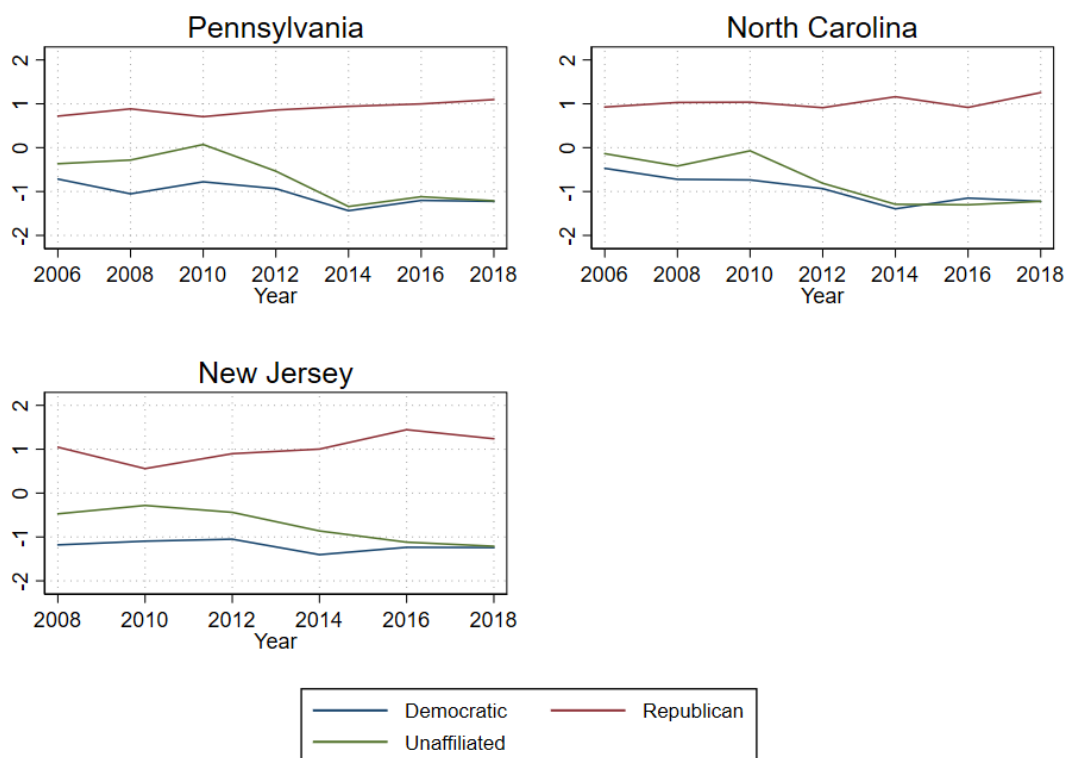 Pennsylvania
2
1
0
-1
-2
2006 2008 2010 2012 2014 2016 2018
Year
North Carolina
2
1
0
-1
-2
2006 2008 2010 2012 2014 2016 2018
Year
New Jersey
2
1
0
-1
-2
2008 2010 2012 2014 2016 2018
Year
Democratic Republican
Unaffiliated